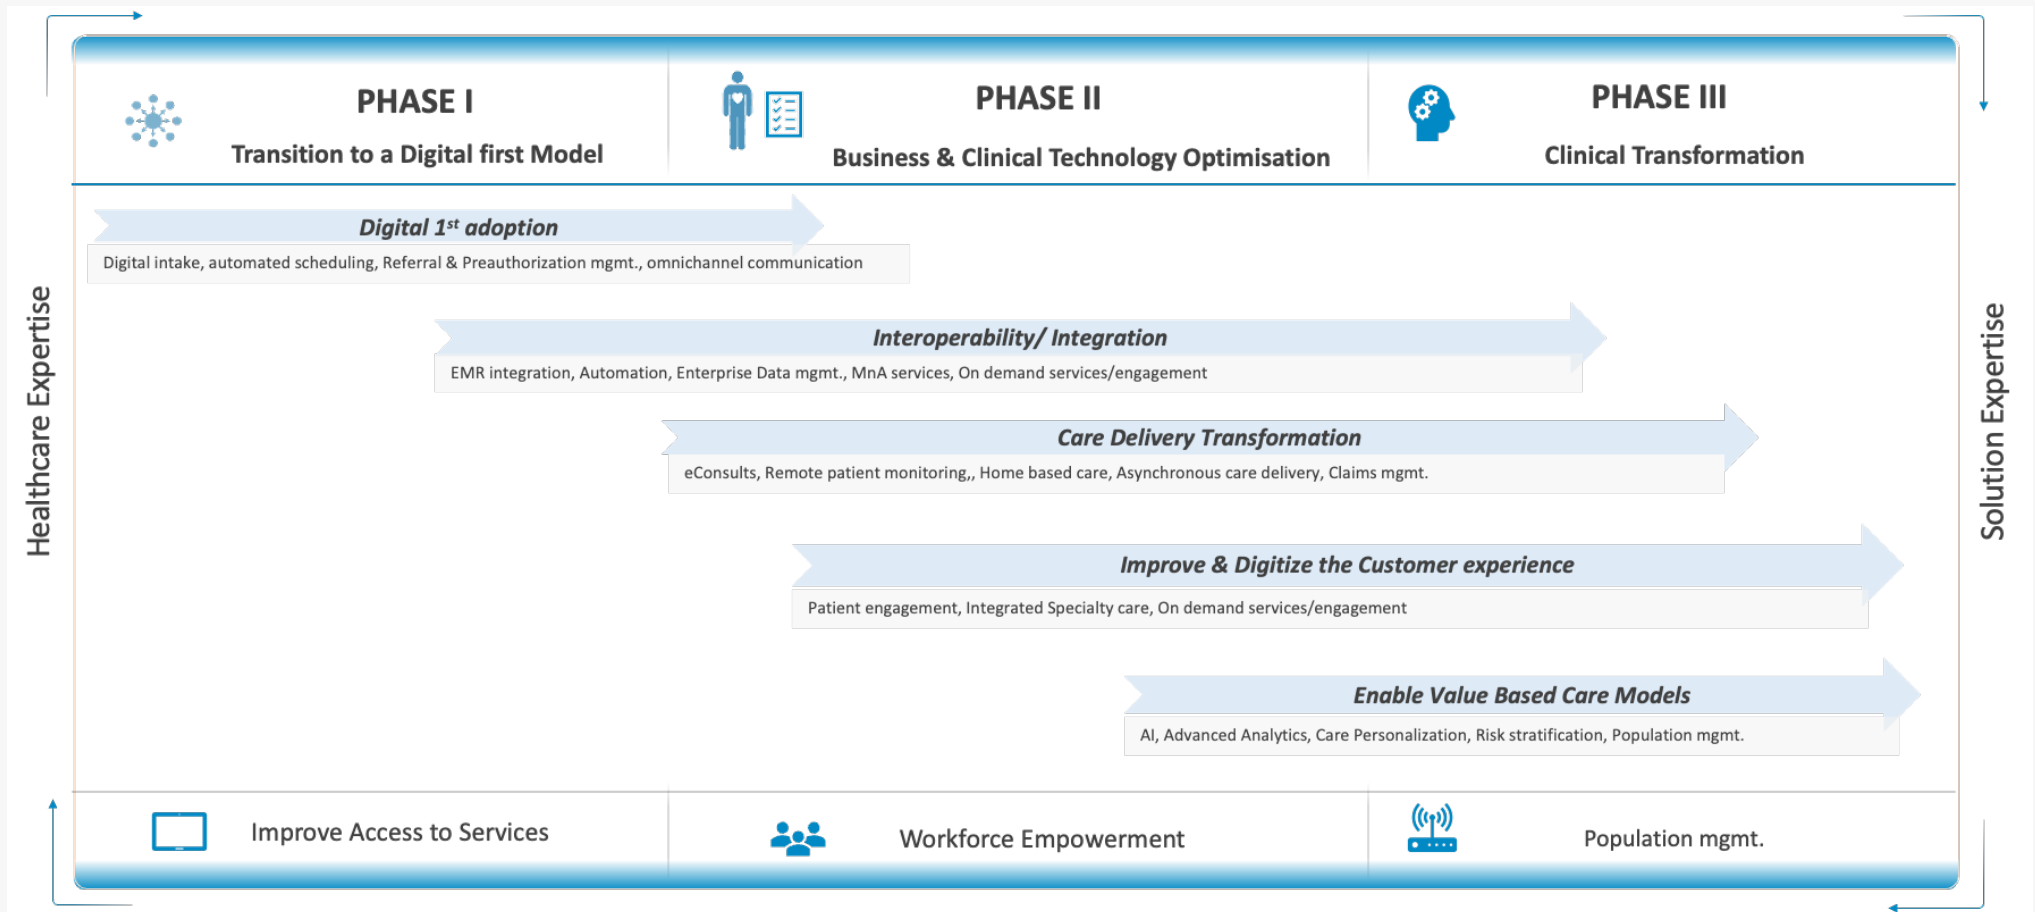 PHASE I
Transition to a Digital first Model
PHASE II
Business & Clinical Technology Optimisation
PHASE III
Clinical Transformation
Healthcare Expertise
Digital 1st adoption
Digital intake, automated scheduling, Referral & Preauthorization mgmt., omnichannel communication
Interoperability/ Integration
EMR integration, Automation, Enterprise Data mgmt., MnA services, On demand services/engagement
Care Delivery Transformation
eConsults, Remote patient monitoring,, Home based care, Asynchronous care delivery, Claims mgmt.
Improve & Digitize the Customer experience
Patient engagement, Integrated Specialty care, On demand services/engagement
Enable Value Based Care Models
AI, Advanced Analytics, Care Personalization, Risk stratification, Population mgmt.
Solution Expertise
Improve Access to Services
Workforce Empowerment
Population mgmt.